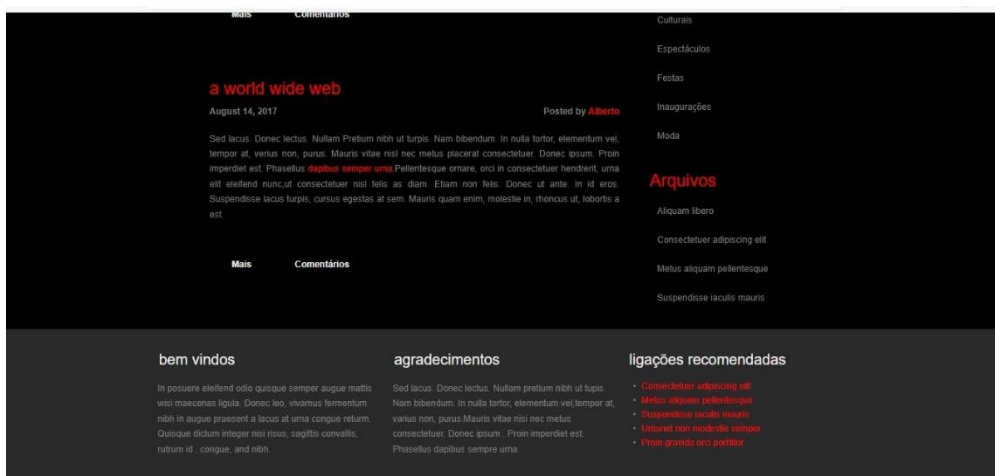 Mais Comentários
a world wide web
August 14, 2017 Posted by Alberto
Sed lacus. Donec lectus. Nullam Pretium nibh ut turpis. Nam bibendum. In nulla tortor, elementum vel,
tempor at, verius non, purus. Mauris vitae nisl nec metus placerat consectetuer. Donec ipsum. Proin
imperdiet est. Phasellus dapibus semper urna.Pellentesque ornare, orci in consectetuer hendrerit, urna
elit eleifend nunc,ut consectetuer nisl felis as diam. Etiam non felis. Donec ut ante. In id eros.
Suspendisse lacus turpis, cursus egestas at sem. Mauris quam enim, molestie in, rhoncus ut, lobortis a
est.
Mais Comentários
Culturais
Espectáculos
Festas
Inaugurações
Moda
Arquivos
Aliquam libero
Consectetuer adipiscing elit
Metus aliquam pellentesque
Suspendisse iaculis mauris
bem vindos
In posuere eleifend odio quisque semper augue mattis
wisi maecenas ligula. Donec leo, vivamus fermentum
nibh in augue praesent a lacus at urna congue returm.
Quisque dictum integer nisi risus, sagittis convallis,
rutrum id , congue, and nibh.
agradecimentos
Sed lacus. Donec lectus. Nullam pretium nibh ut tupis.
Nam bibendum. In nulla tortor, elementum vel,tempor at,
varius non, purus.Mauris vitae nisi nec metus
consectetuer. Donec ipsum . Proin imperdiet est.
Phasellus dapibus sempre urna.
ligações recomendadas
• Consectetuer adipiscing elit
• Metus aliquam pellentesque
• Suspendisse iaculis mauris
• Urnanet non modestie semper
• Proin gravida orci porttitor